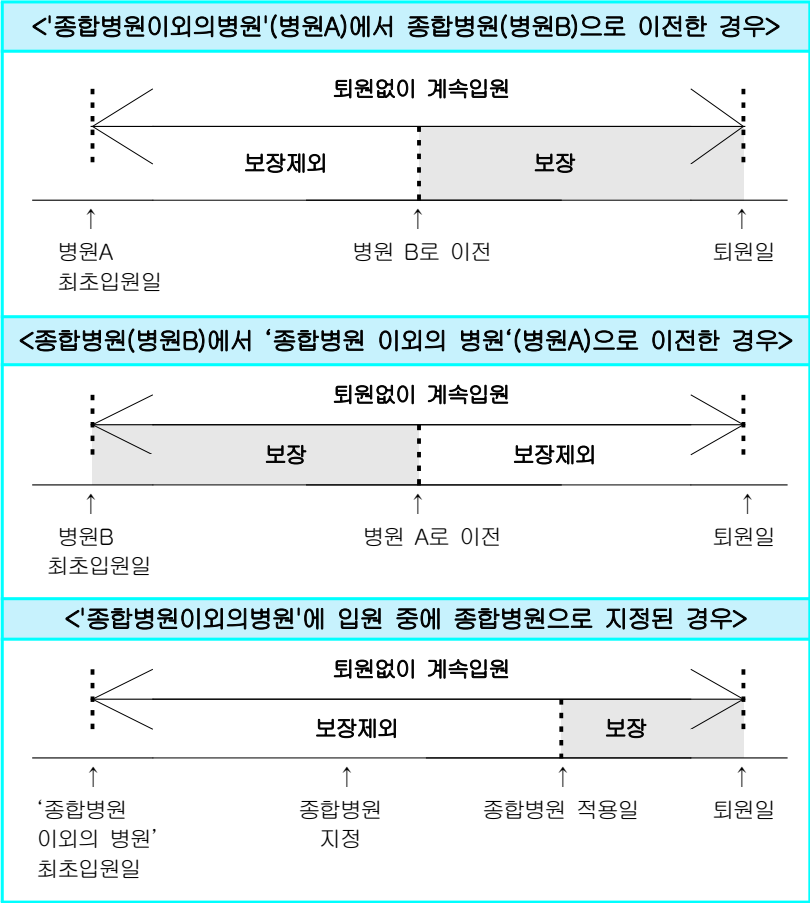 <'종합병원이외의병원'(병원A)에서 종합병원(병원B)으로 이전한 경우>
퇴원없이 계속입원
보장제외 보장
↑ ↑ ↑
병원A 병원 B로 이전 퇴원일
최초입원일
<종합병원(병원B)에서 ‘종합병원 이외의 병원‘(병원A)으로 이전한 경우>
퇴원없이 계속입원
보장 보장제외
↑ ↑ ↑
병원B 병원 A로 이전 퇴원일
최초입원일
<'종합병원이외의병원'에 입원 중에 종합병원으로 지정된 경우>
퇴원없이 계속입원
보장제외 보장
↑ ↑ ↑ ↑
‘종합병원 종합병원 종합병원 적용일 퇴원일
이외의 병원’ 지정
최초입원일